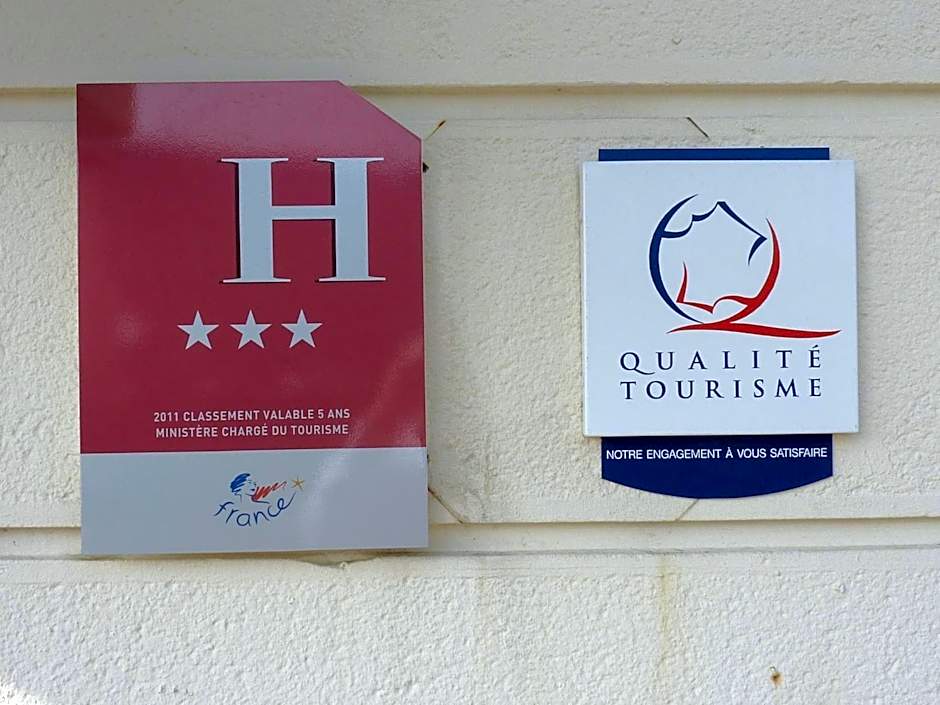 H
2011 CLASSEMENT VALABLE 5 ANS
MINISTÈRE CHARGÉ DU TOURISME
france
QUALITÉ
TOURISME
NOTRE ENGAGEMENT À VOUS SATISFAIRE